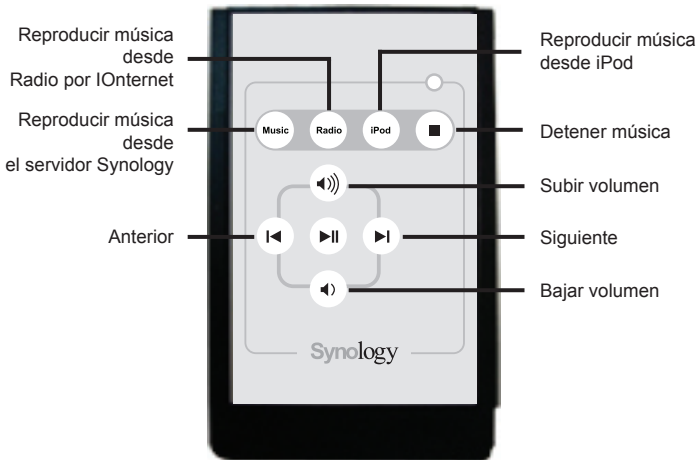 Reproducir música
desde
Radio por IOnternet
Reproducir música
desde iPod
Reproducir música
desde
el servidor Synology
Music
Radio
iPod
Detener música
Subir volumen
Anterior
Siguiente
Bajar volumen
Synology